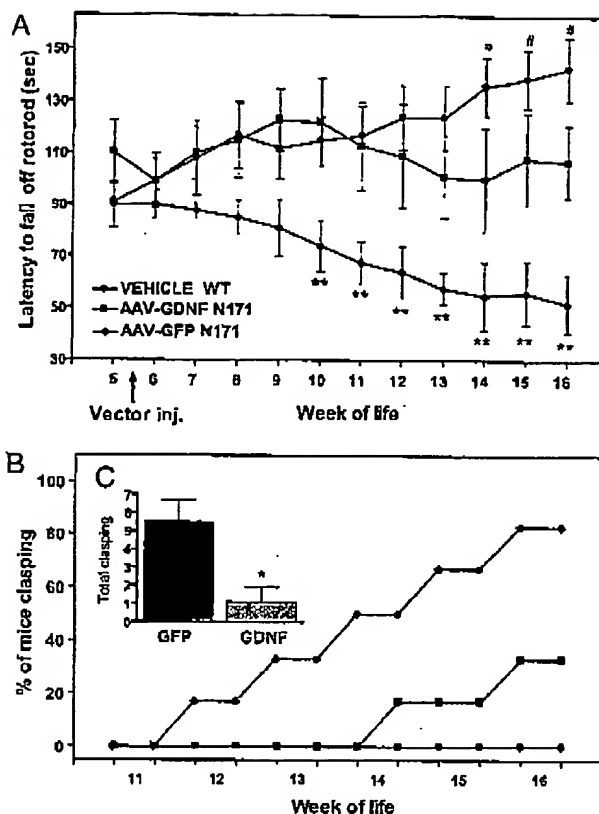 A
Latency to fall off rotorod (sec)
150
130
110
90
70
50
30
# # #
** ** ** ** ** ** **
VEHICLE WT
AAV-GDNF N171
AAV-GFP N171
5 6 7 8 9 10 11 12 13 14 15 16
Vector inj.
Week of life
B
% of mice clasping
100
80
60
40
20
0
C
Total clasping
7
6
5
4
3
2
1
0
*
GFP GDNF
11 12 13 14 15 16
Week of life